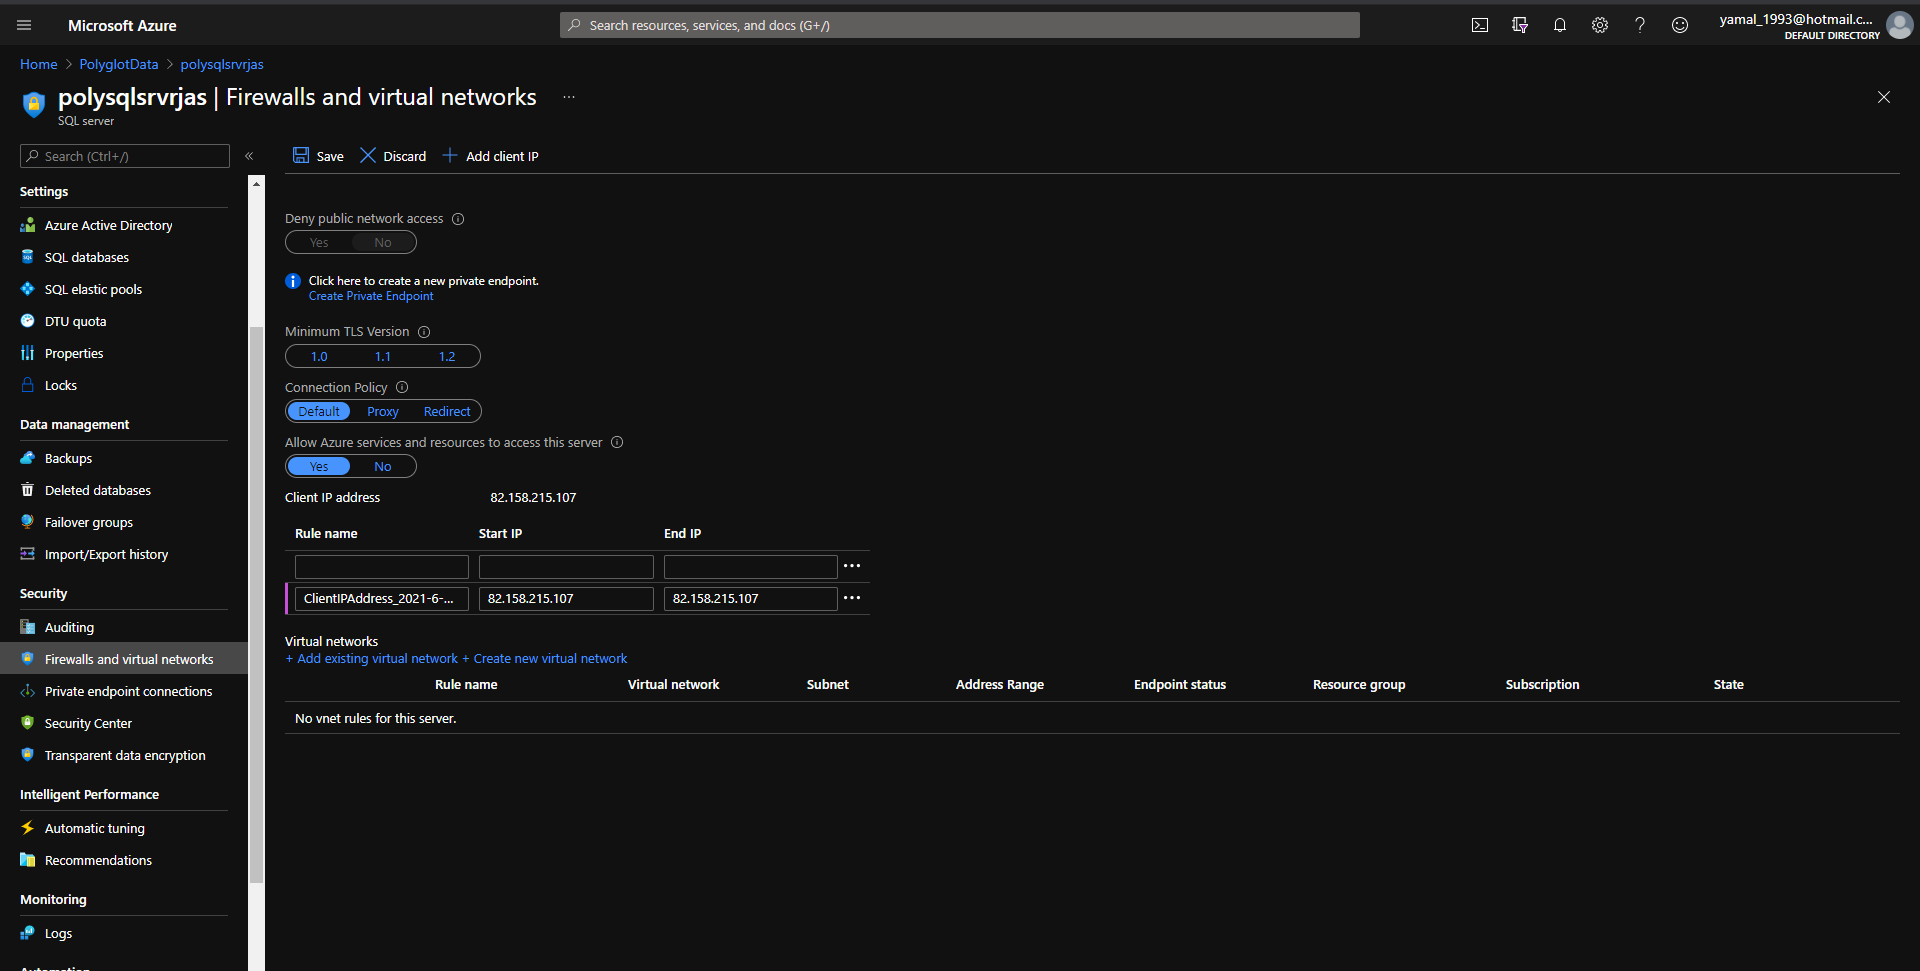 Microsoft Azure
Search resources, services, and docs (G+/)
yamal_1993@hotmail.c...
DEFAULT DIRECTORY
Home > PolyglotData > polysqlsrvrjas
polysqlsrvrjas | Firewalls and virtual networks ...
SQL server
Search (Ctrl+/)
«
Settings
Azure Active Directory
SQL databases
SQL elastic pools
DTU quota
Properties
Locks
Data management
Backups
Deleted databases
Failover groups
Import/Export history
Security
Auditing
Firewalls and virtual networks
Private endpoint connections
Security Center
Transparent data encryption
Intelligent Performance
Automatic tuning
Recommendations
Monitoring
Logs
Automation
Save Discard Add client IP
Deny public network access
Yes No
Click here to create a new private endpoint.
Create Private Endpoint
Minimum TLS Version
1.0 1.1 1.2
Connection Policy
Default Proxy Redirect
Allow Azure services and resources to access this server
Yes No
Client IP address 82.158.215.107
Rule name Start IP End IP
ClientIPAddress_2021-6-... 82.158.215.107 82.158.215.107
Virtual networks
+ Add existing virtual network + Create new virtual network
Rule name Virtual network Subnet Address Range Endpoint status Resource group Subscription State
No vnet rules for this server.